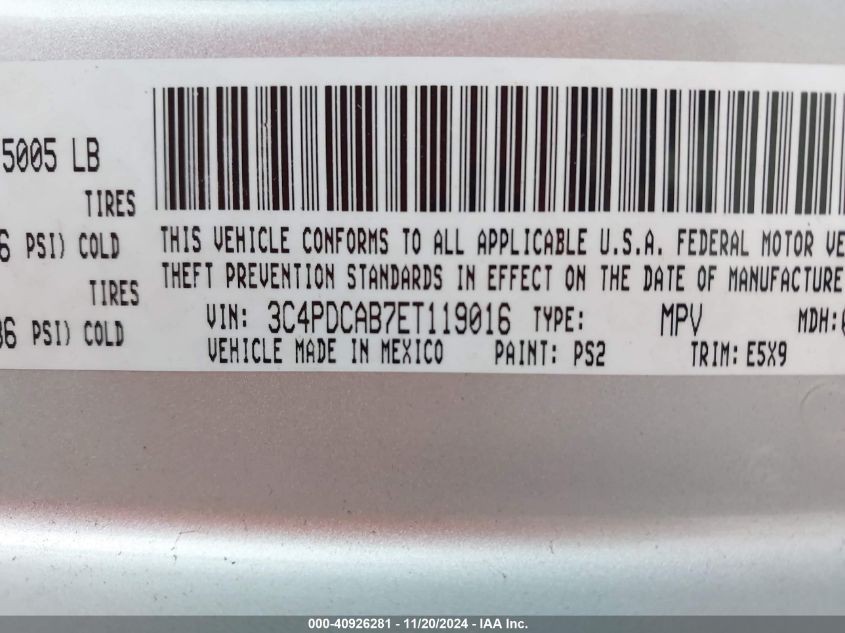 5005 LB
TIRES
6 PSI) COLD
TIRES
36 PSI) COLD
THIS VEHICLE CONFORMS TO ALL APPLICABLE U.S.A. FEDERAL MOTOR VE
THEFT PREVENTION STANDARDS IN EFFECT ON THE DATE OF MANUFACTURE
VIN: 3C4PDCAB7ET119016 TYPE: MPV MDH:
VEHICLE MADE IN MEXICO PAINT: PS2 TRIM: E5X9
000-40926281 - 11/20/2024 - IAA Inc.